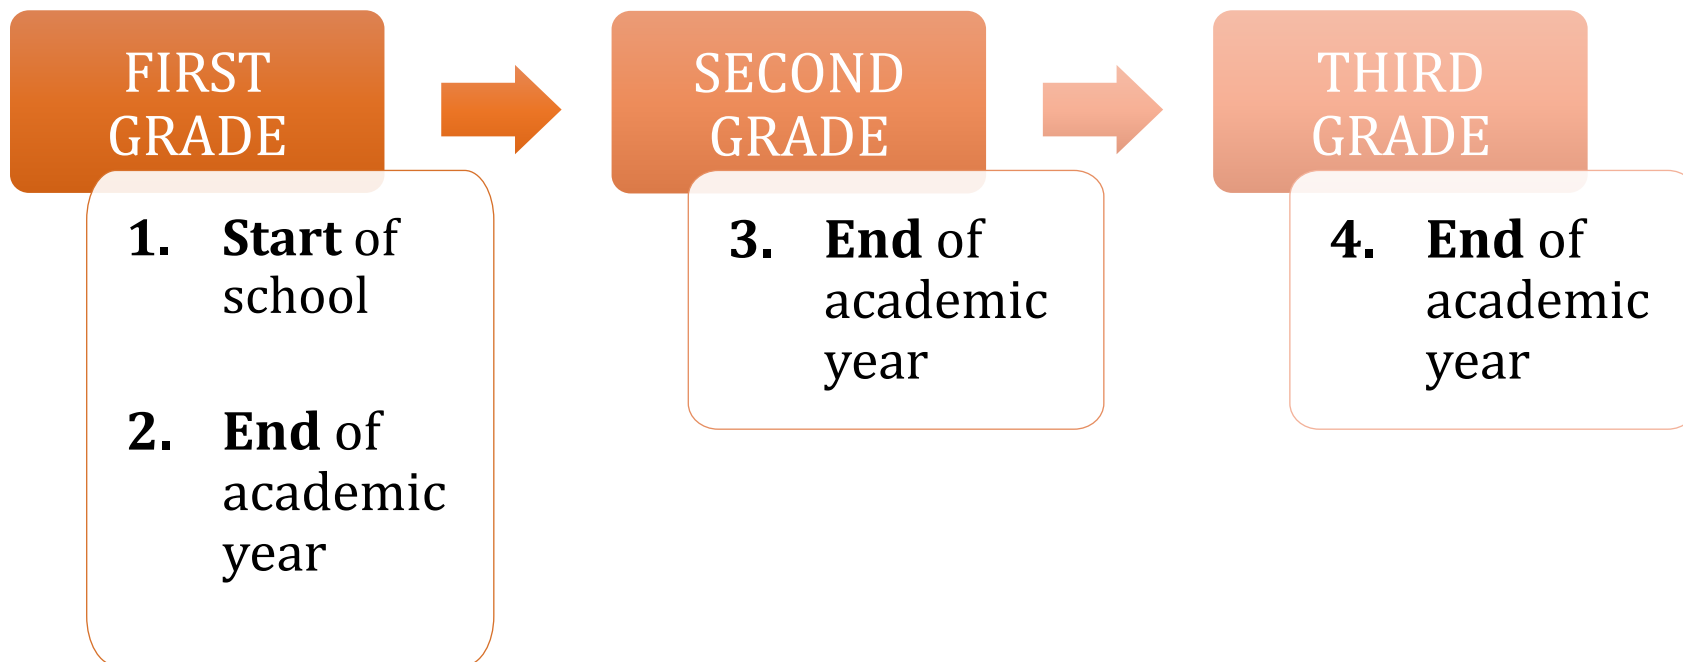 FIRST
GRADE
1. Start of
school
2. End of
academic
year
SECOND
GRADE
3. End of
academic
year
THIRD
GRADE
4. End of
academic
year